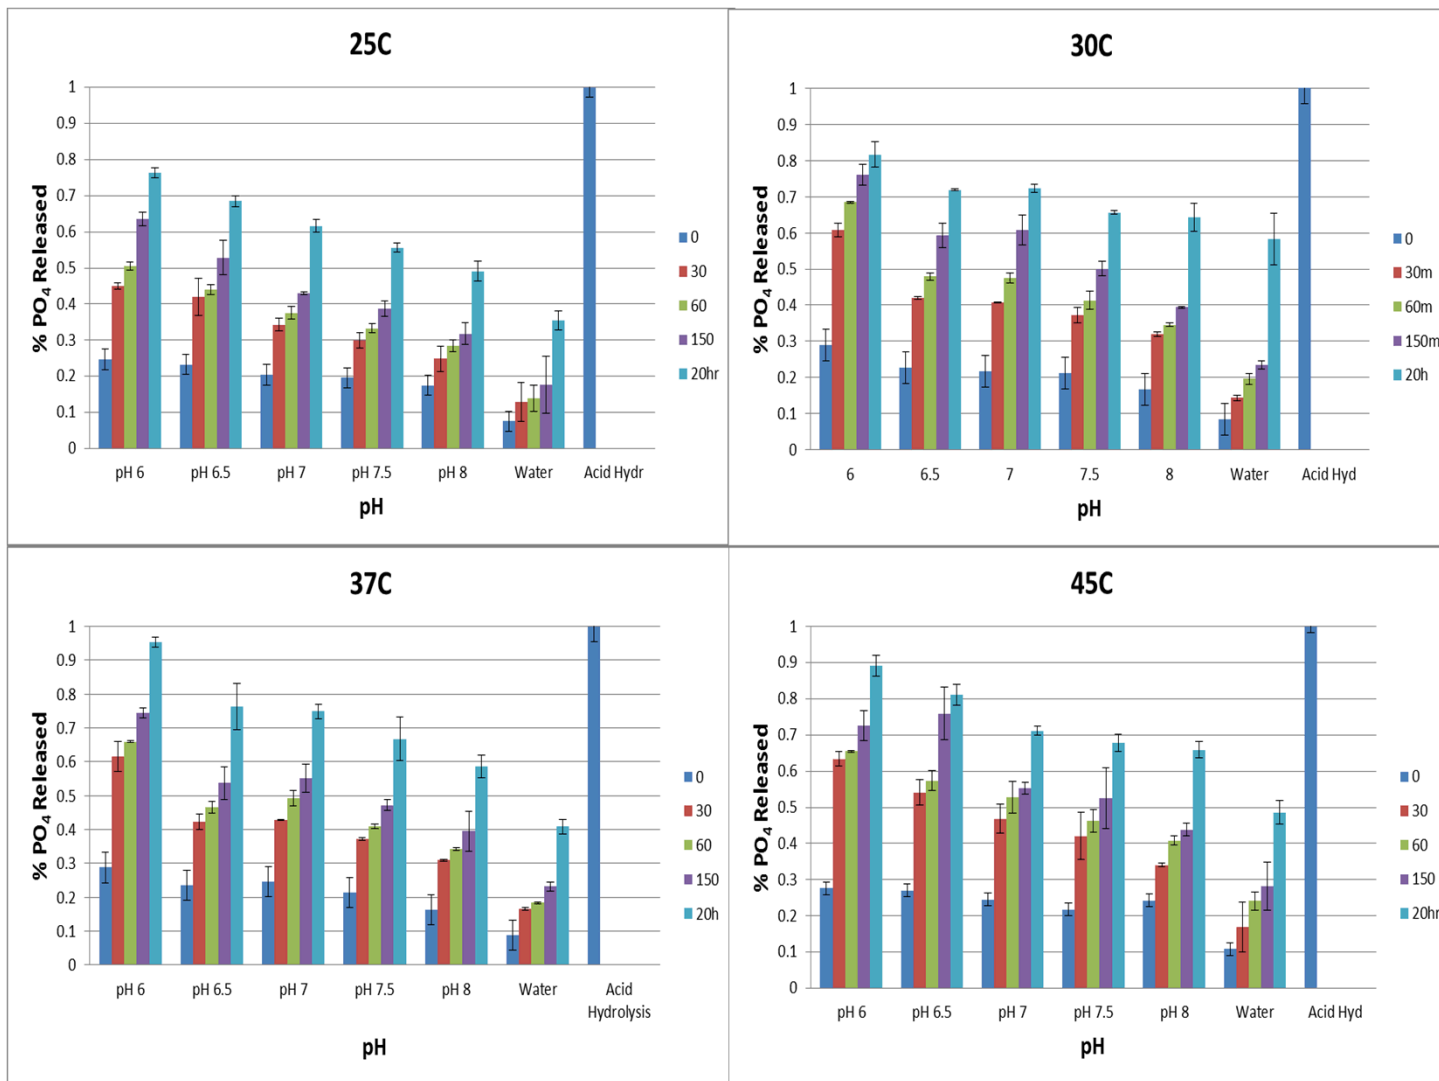 25C
% PO4 Released
1
0.9
0.8
0.7
0.6
0.5
0.4
0.3
0.2
0.1
0
pH 6 pH 6.5 pH 7 pH 7.5 pH 8 Water Acid Hydr
pH
0
30
60
150
20hr
30C
% PO4 Released
1
0.9
0.8
0.7
0.6
0.5
0.4
0.3
0.2
0.1
0
6 6.5 7 7.5 8 Water Acid Hyd
pH
0
30m
60m
150m
20h
37C
% PO4 Released
1
0.9
0.8
0.7
0.6
0.5
0.4
0.3
0.2
0.1
0
pH 6 pH 6.5 pH 7 pH 7.5 pH 8 Water Acid
Hydrolysis
pH
0
30
60
150
20hr
45C
% PO4 Released
1
0.9
0.8
0.7
0.6
0.5
0.4
0.3
0.2
0.1
0
pH 6 pH 6.5 pH 7 pH 7.5 pH 8 Water Acid Hyd
pH
0
30
60
150
20hr